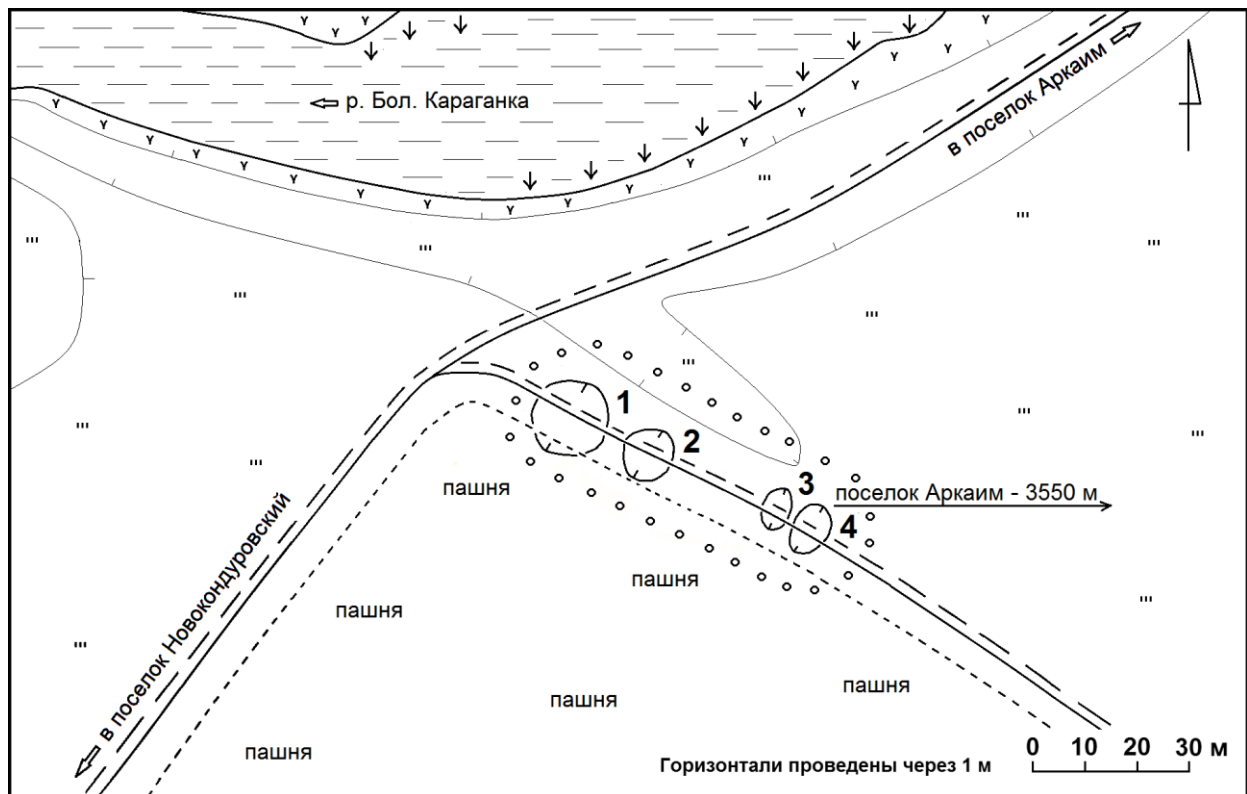 р. Бол. Караганка
в поселок Аркаим
1
2
3
поселок Аркаим - 3550 м
4
пашня
пашня
в поселок Новокондуровский
пашня
пашня
пашня
пашня
0 10 20 30 м
Горизонтали проведены через 1 м